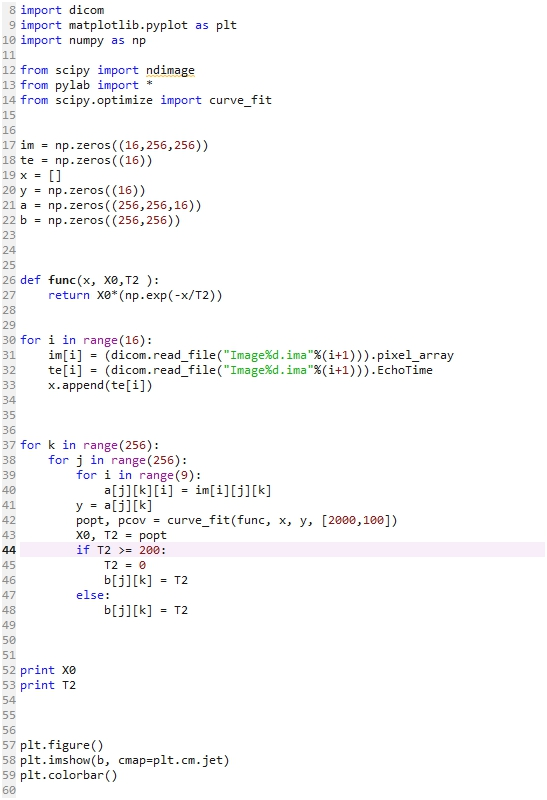 8 import dicom
9 import matplotlib.pyplot as plt
10 import numpy as np
11
12 from scipy import ndimage
13 from pylab import *
14 from scipy.optimize import curve_fit
15
16
17 im = np.zeros((16,256,256))
18 te = np.zeros((16))
19 x = []
20 y = np.zeros((16))
21 a = np.zeros((256,256,16))
22 b = np.zeros((256,256))
23
24
25
26 def func(x, X0,T2 ):
27     return X0*(np.exp(-x/T2))
28
29
30 for i in range(16):
31     im[i] = (dicom.read_file("Image%d.ima"%(i+1))).pixel_array
32     te[i] = (dicom.read_file("Image%d.ima"%(i+1))).EchoTime
33     x.append(te[i])
34
35
36
37 for k in range(256):
38     for j in range(256):
39         for i in range(9):
40             a[j][k][i] = im[i][j][k]
41         y = a[j][k]
42         popt, pcov = curve_fit(func, x, y, [2000,100])
43         X0, T2 = popt
44         if T2 >= 200:
45             T2 = 0
46             b[j][k] = T2
47         else:
48             b[j][k] = T2
49
50
51
52 print X0
53 print T2
54
55
56
57 plt.figure()
58 plt.imshow(b, cmap=plt.cm.jet)
59 plt.colorbar()
60